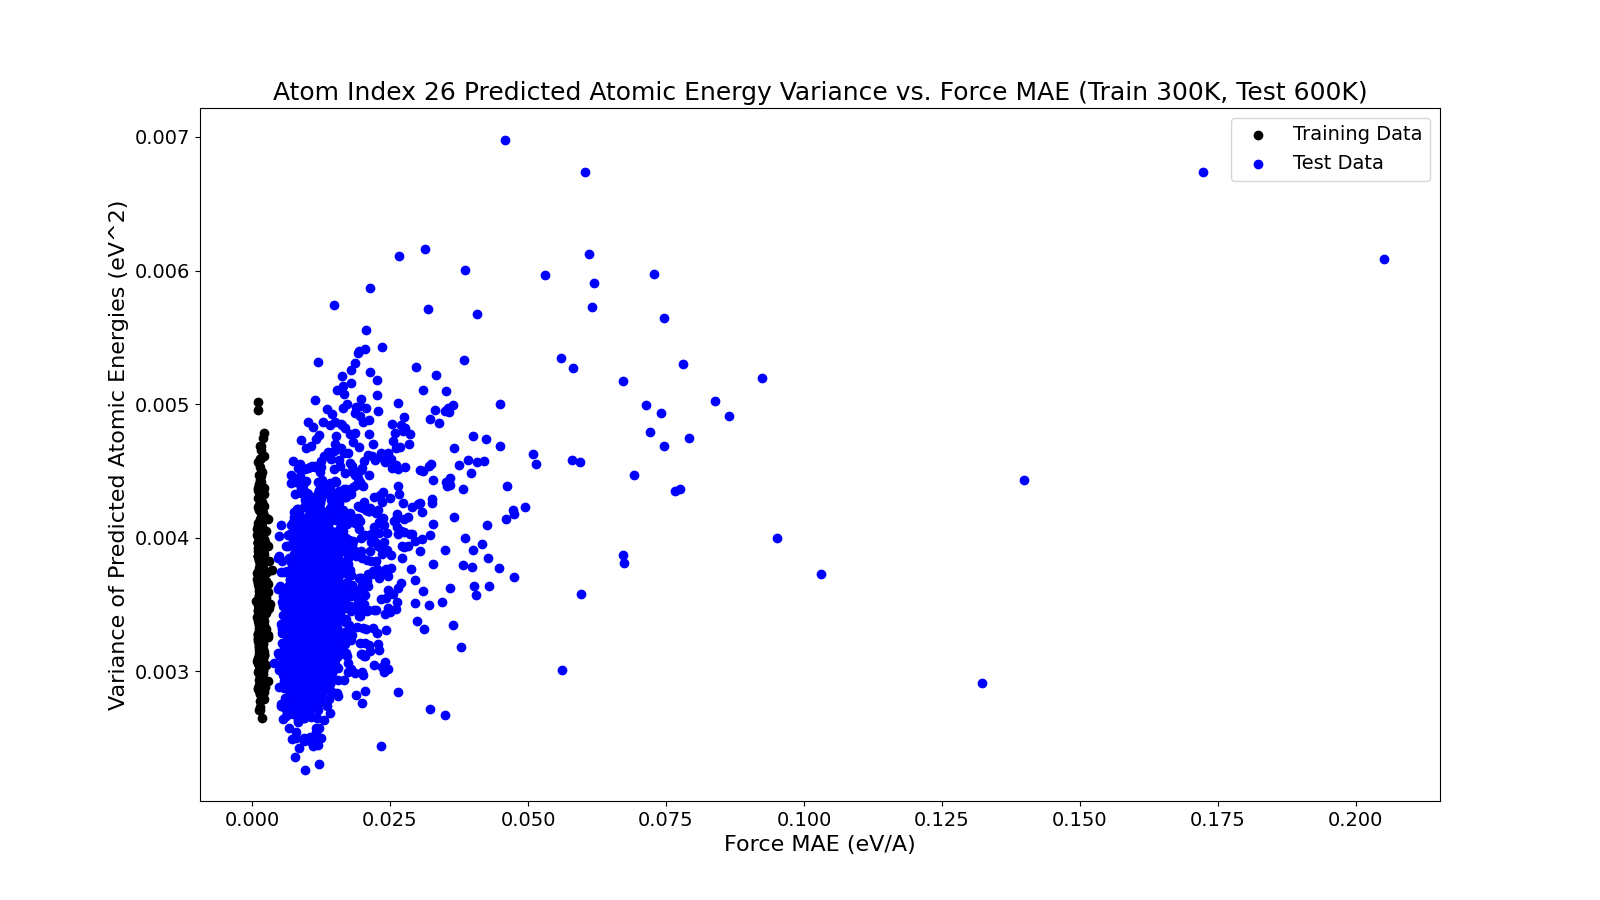 Atom Index 26 Predicted Atomic Energy Variance vs. Force MAE (Train 300K, Test 600K)
Training Data
Test Data
Variance of Predicted Atomic Energies (eV^2)
0.007
0.006
0.005
0.004
0.003
0.000 0.025 0.050 0.075 0.100 0.125 0.150 0.175 0.200
Force MAE (eV/A)